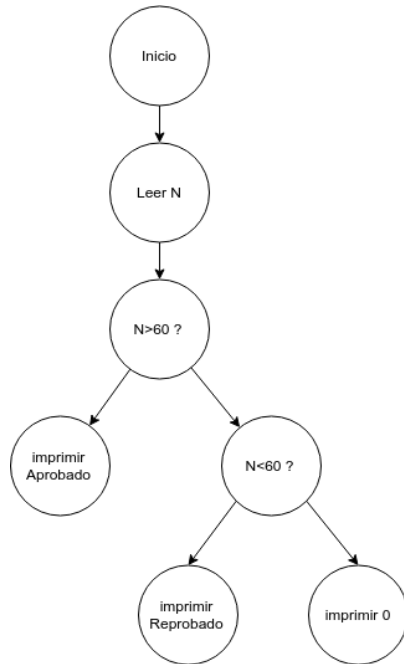 Inicio
Leer N
N>60 ?
imprimir
Aprobado
N<60 ?
imprimir
Reprobado
imprimir 0